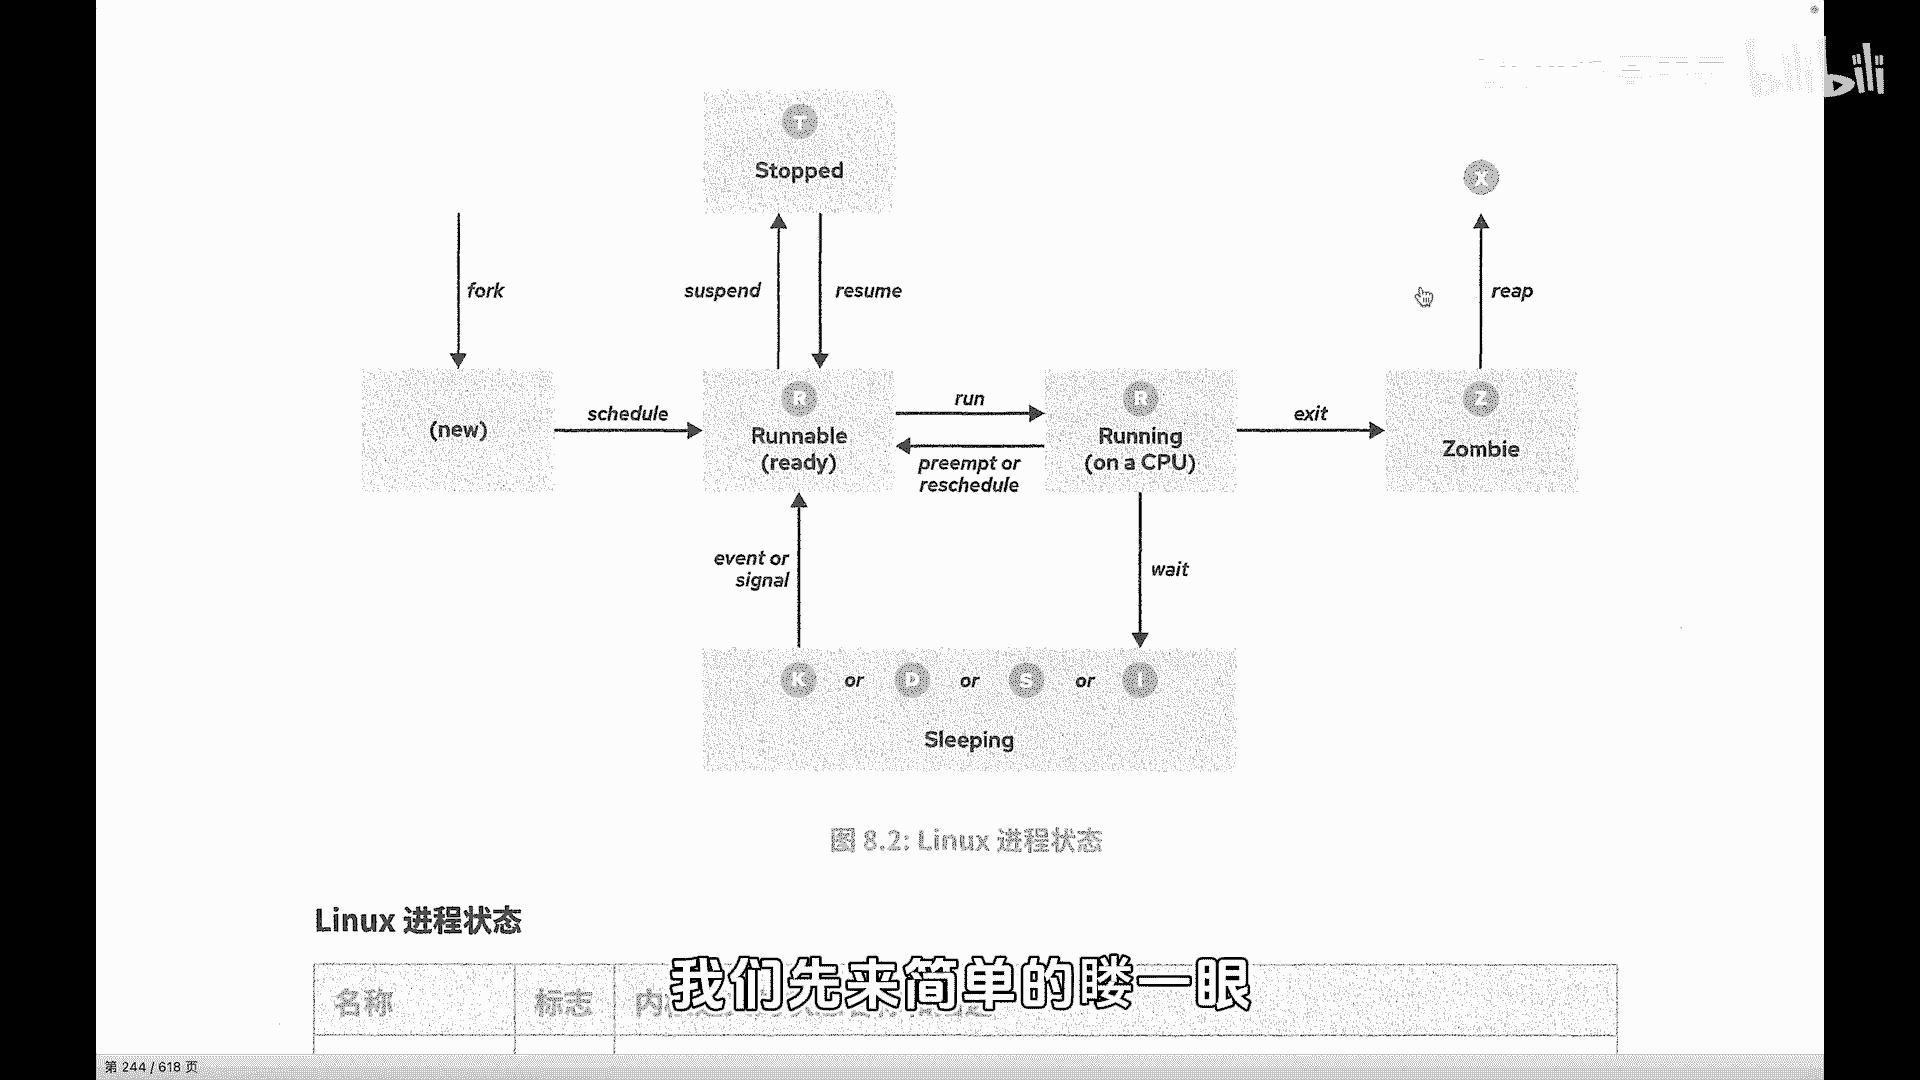 bilibili
T
Stopped
X
fork
suspend
resume
reap
(new)
schedule
R
Runnable
(ready)
run
preempt or
reschedule
R
Running
(on a CPU)
exit
Z
Zombie
event or
signal
wait
K or D or S or I
Sleeping
图 8.2: Linux 进程状态
Linux 进程状态
名称 标志 内
我们先来简单的瞜一眼
第 244 / 618 页